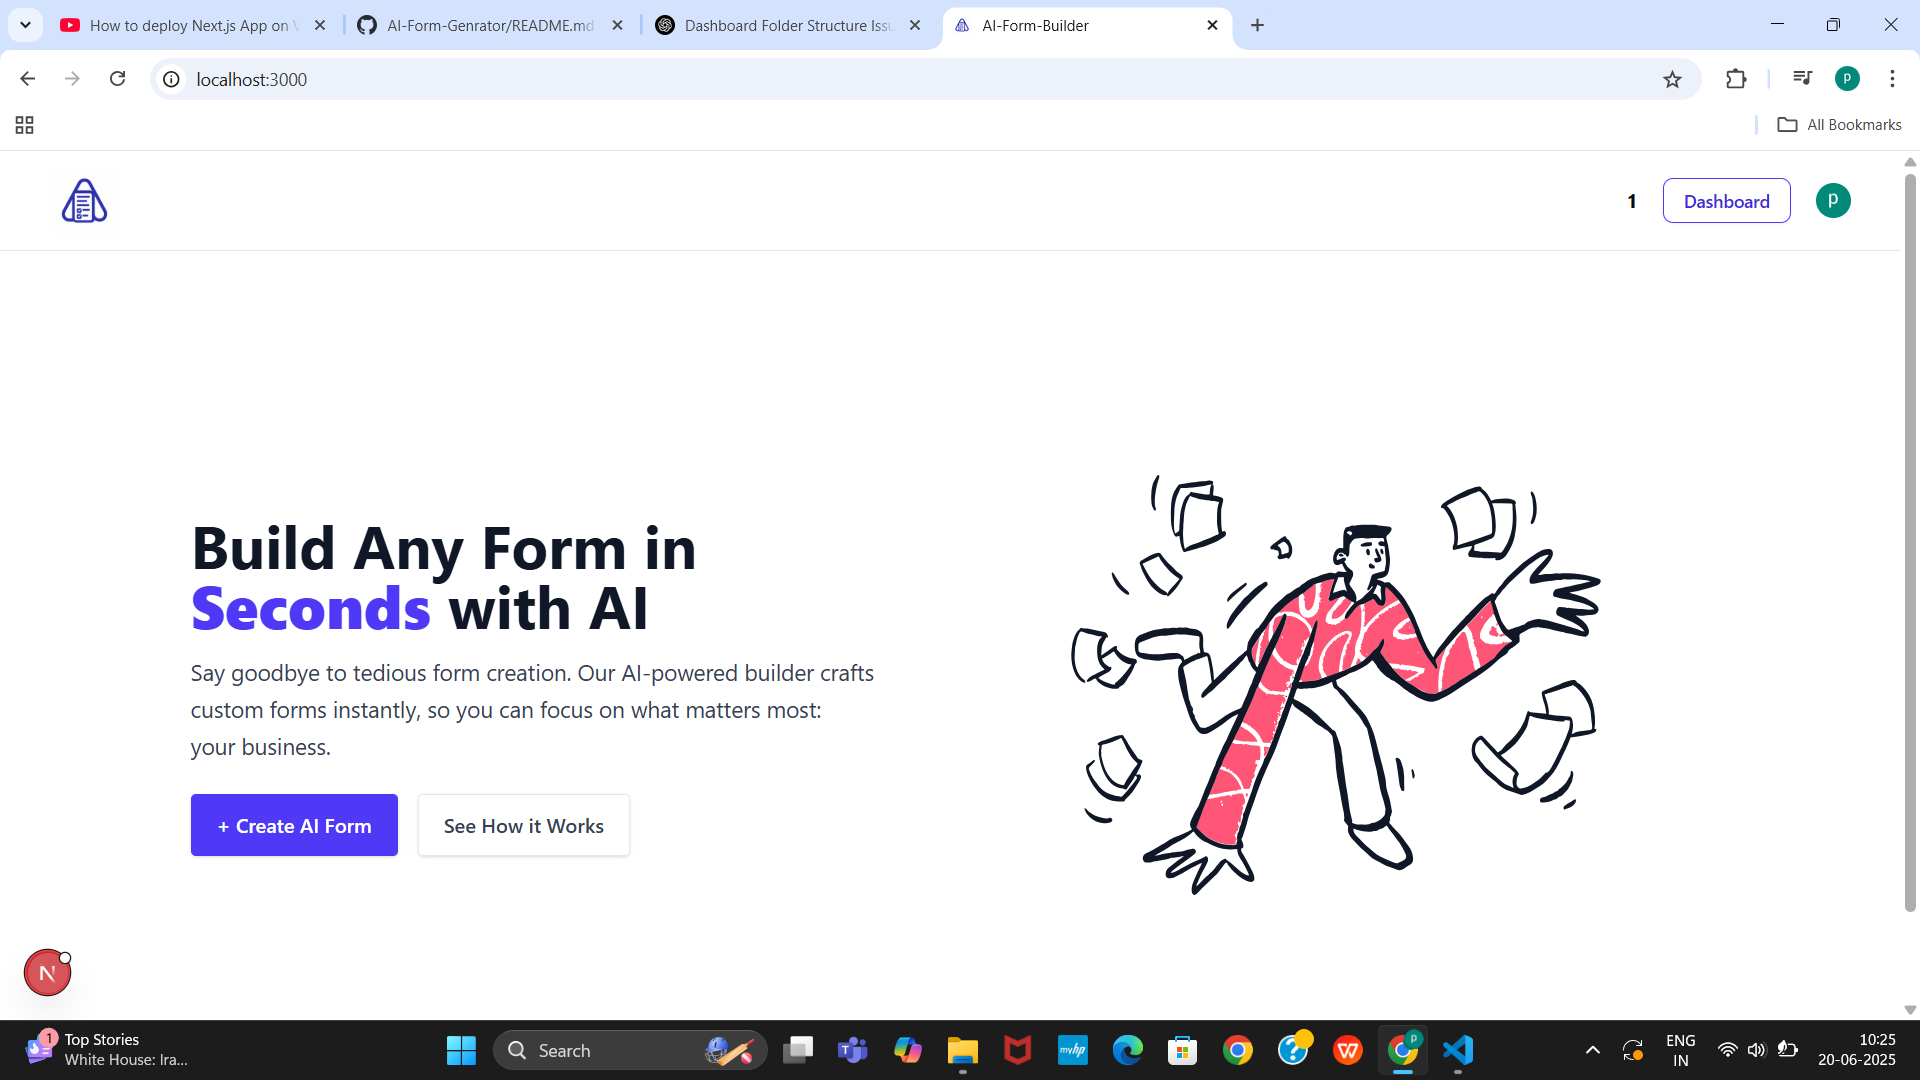 How to deploy Next.js App on V
AI-Form-Genrator/README.md
Dashboard Folder Structure Issu
AI-Form-Builder
localhost:3000
P
All Bookmarks
1
Dashboard
P
Build Any Form in
Seconds with AI
Say goodbye to tedious form creation. Our AI-powered builder crafts
custom forms instantly, so you can focus on what matters most:
your business.
+ Create AI Form
See How it Works
N
1
Top Stories
White House: Ira...
Search
T
myhp
?
W
P
ENG
IN
10:25
20-06-2025